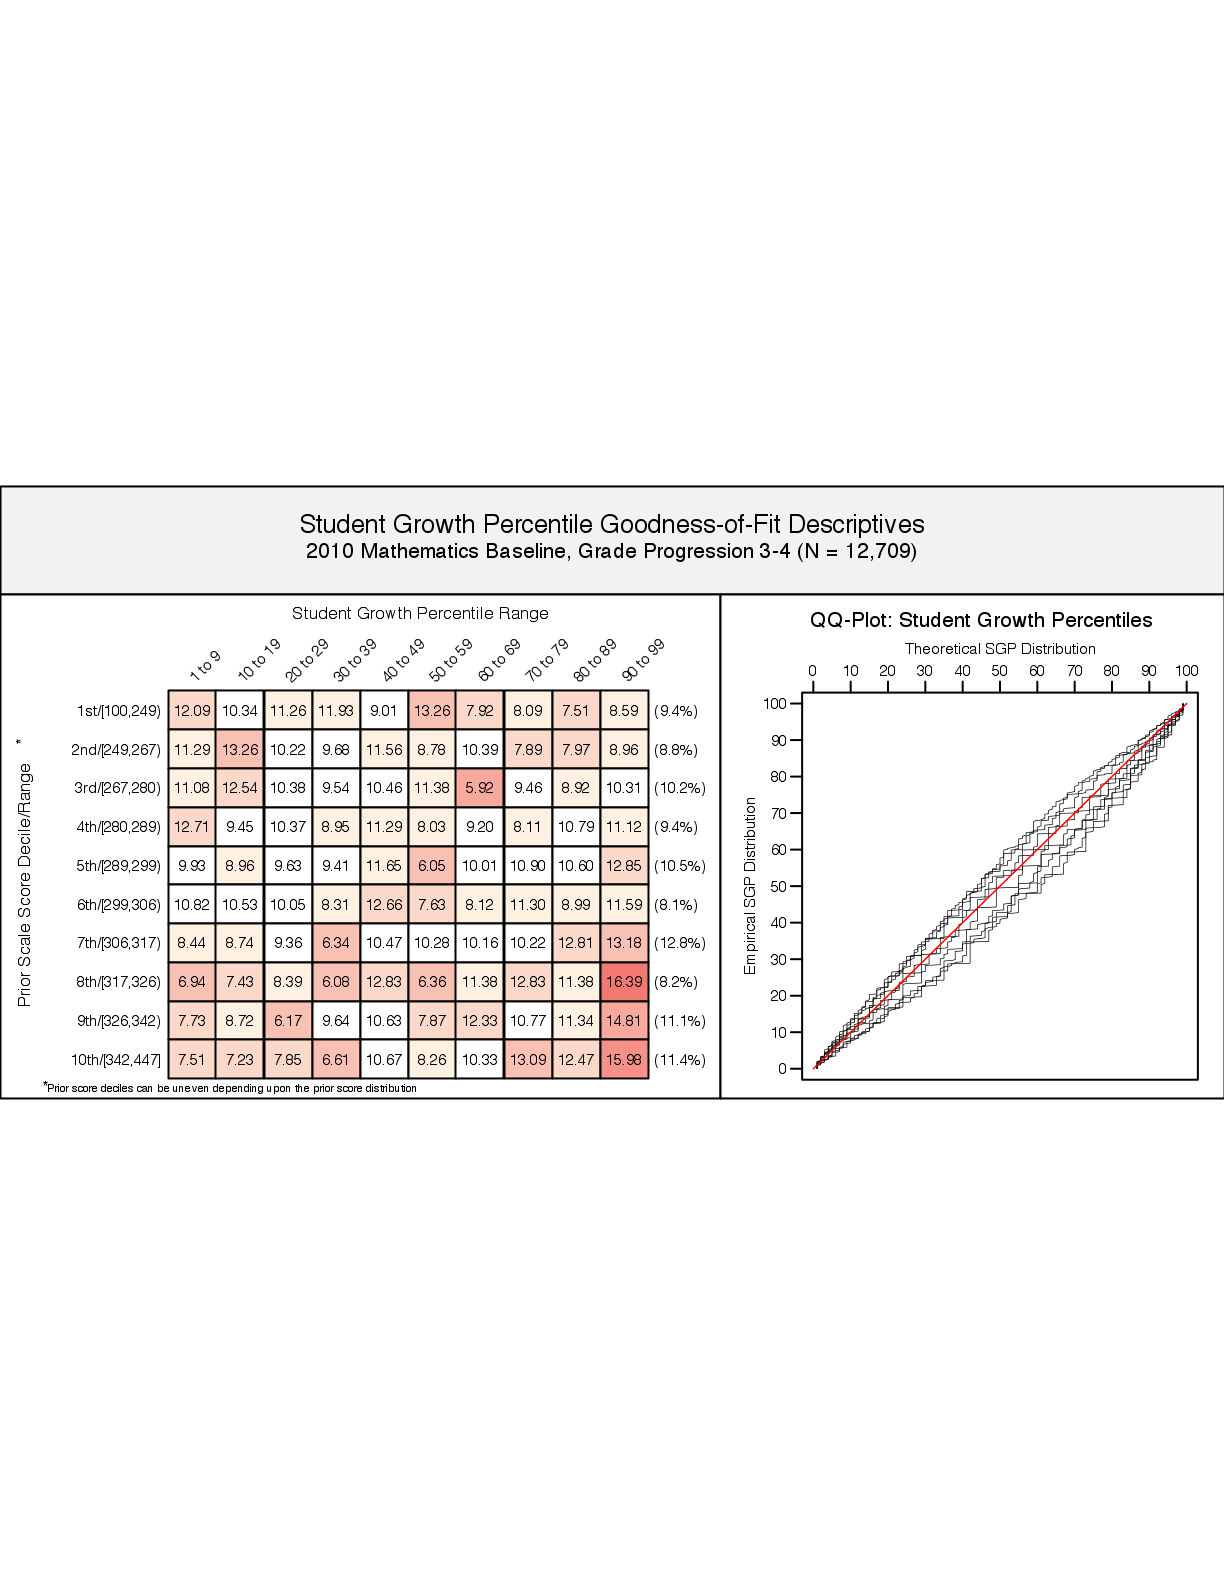 Student Growth Percentile Goodness-of-Fit Descriptives
2010 Mathematics Baseline, Grade Progression 3-4 (N = 12,709)
Student Growth Percentile Range
1 to 9 10 to 19 20 to 29 30 to 39 40 to 49 50 to 59 60 to 69 70 to 79 80 to 89 90 to 99
Prior Scale Score Decile/Range *
1st/[100,249) 12.09 10.34 11.26 11.93 9.01 13.26 7.92 8.09 7.51 8.59 (9.4%)
2nd/[249,267) 11.29 13.26 10.22 9.68 11.56 8.78 10.39 7.89 7.97 8.96 (8.8%)
3rd/[267,280) 11.08 12.54 10.38 9.54 10.46 11.38 5.92 9.46 8.92 10.31 (10.2%)
4th/[280,289) 12.71 9.45 10.37 8.95 11.29 8.03 9.20 8.11 10.79 11.12 (9.4%)
5th/[289,299) 9.93 8.96 9.63 9.41 11.65 6.05 10.01 10.90 10.60 12.85 (10.5%)
6th/[299,306) 10.82 10.53 10.05 8.31 12.66 7.63 8.12 11.30 8.99 11.59 (8.1%)
7th/[306,317) 8.44 8.74 9.36 6.34 10.47 10.28 10.16 10.22 12.81 13.18 (12.8%)
8th/[317,326) 6.94 7.43 8.39 6.08 12.83 6.36 11.38 12.83 11.38 16.39 (8.2%)
9th/[326,342) 7.73 8.72 6.17 9.64 10.63 7.87 12.33 10.77 11.34 14.81 (11.1%)
10th/[342,447] 7.51 7.23 7.85 6.61 10.67 8.26 10.33 13.09 12.47 15.98 (11.4%)
*Prior score deciles can be uneven depending upon the prior score distribution
QQ-Plot: Student Growth Percentiles
Theoretical SGP Distribution
0 10 20 30 40 50 60 70 80 90 100
Empirical SGP Distribution
100
90
80
70
60
50
40
30
20
10
0